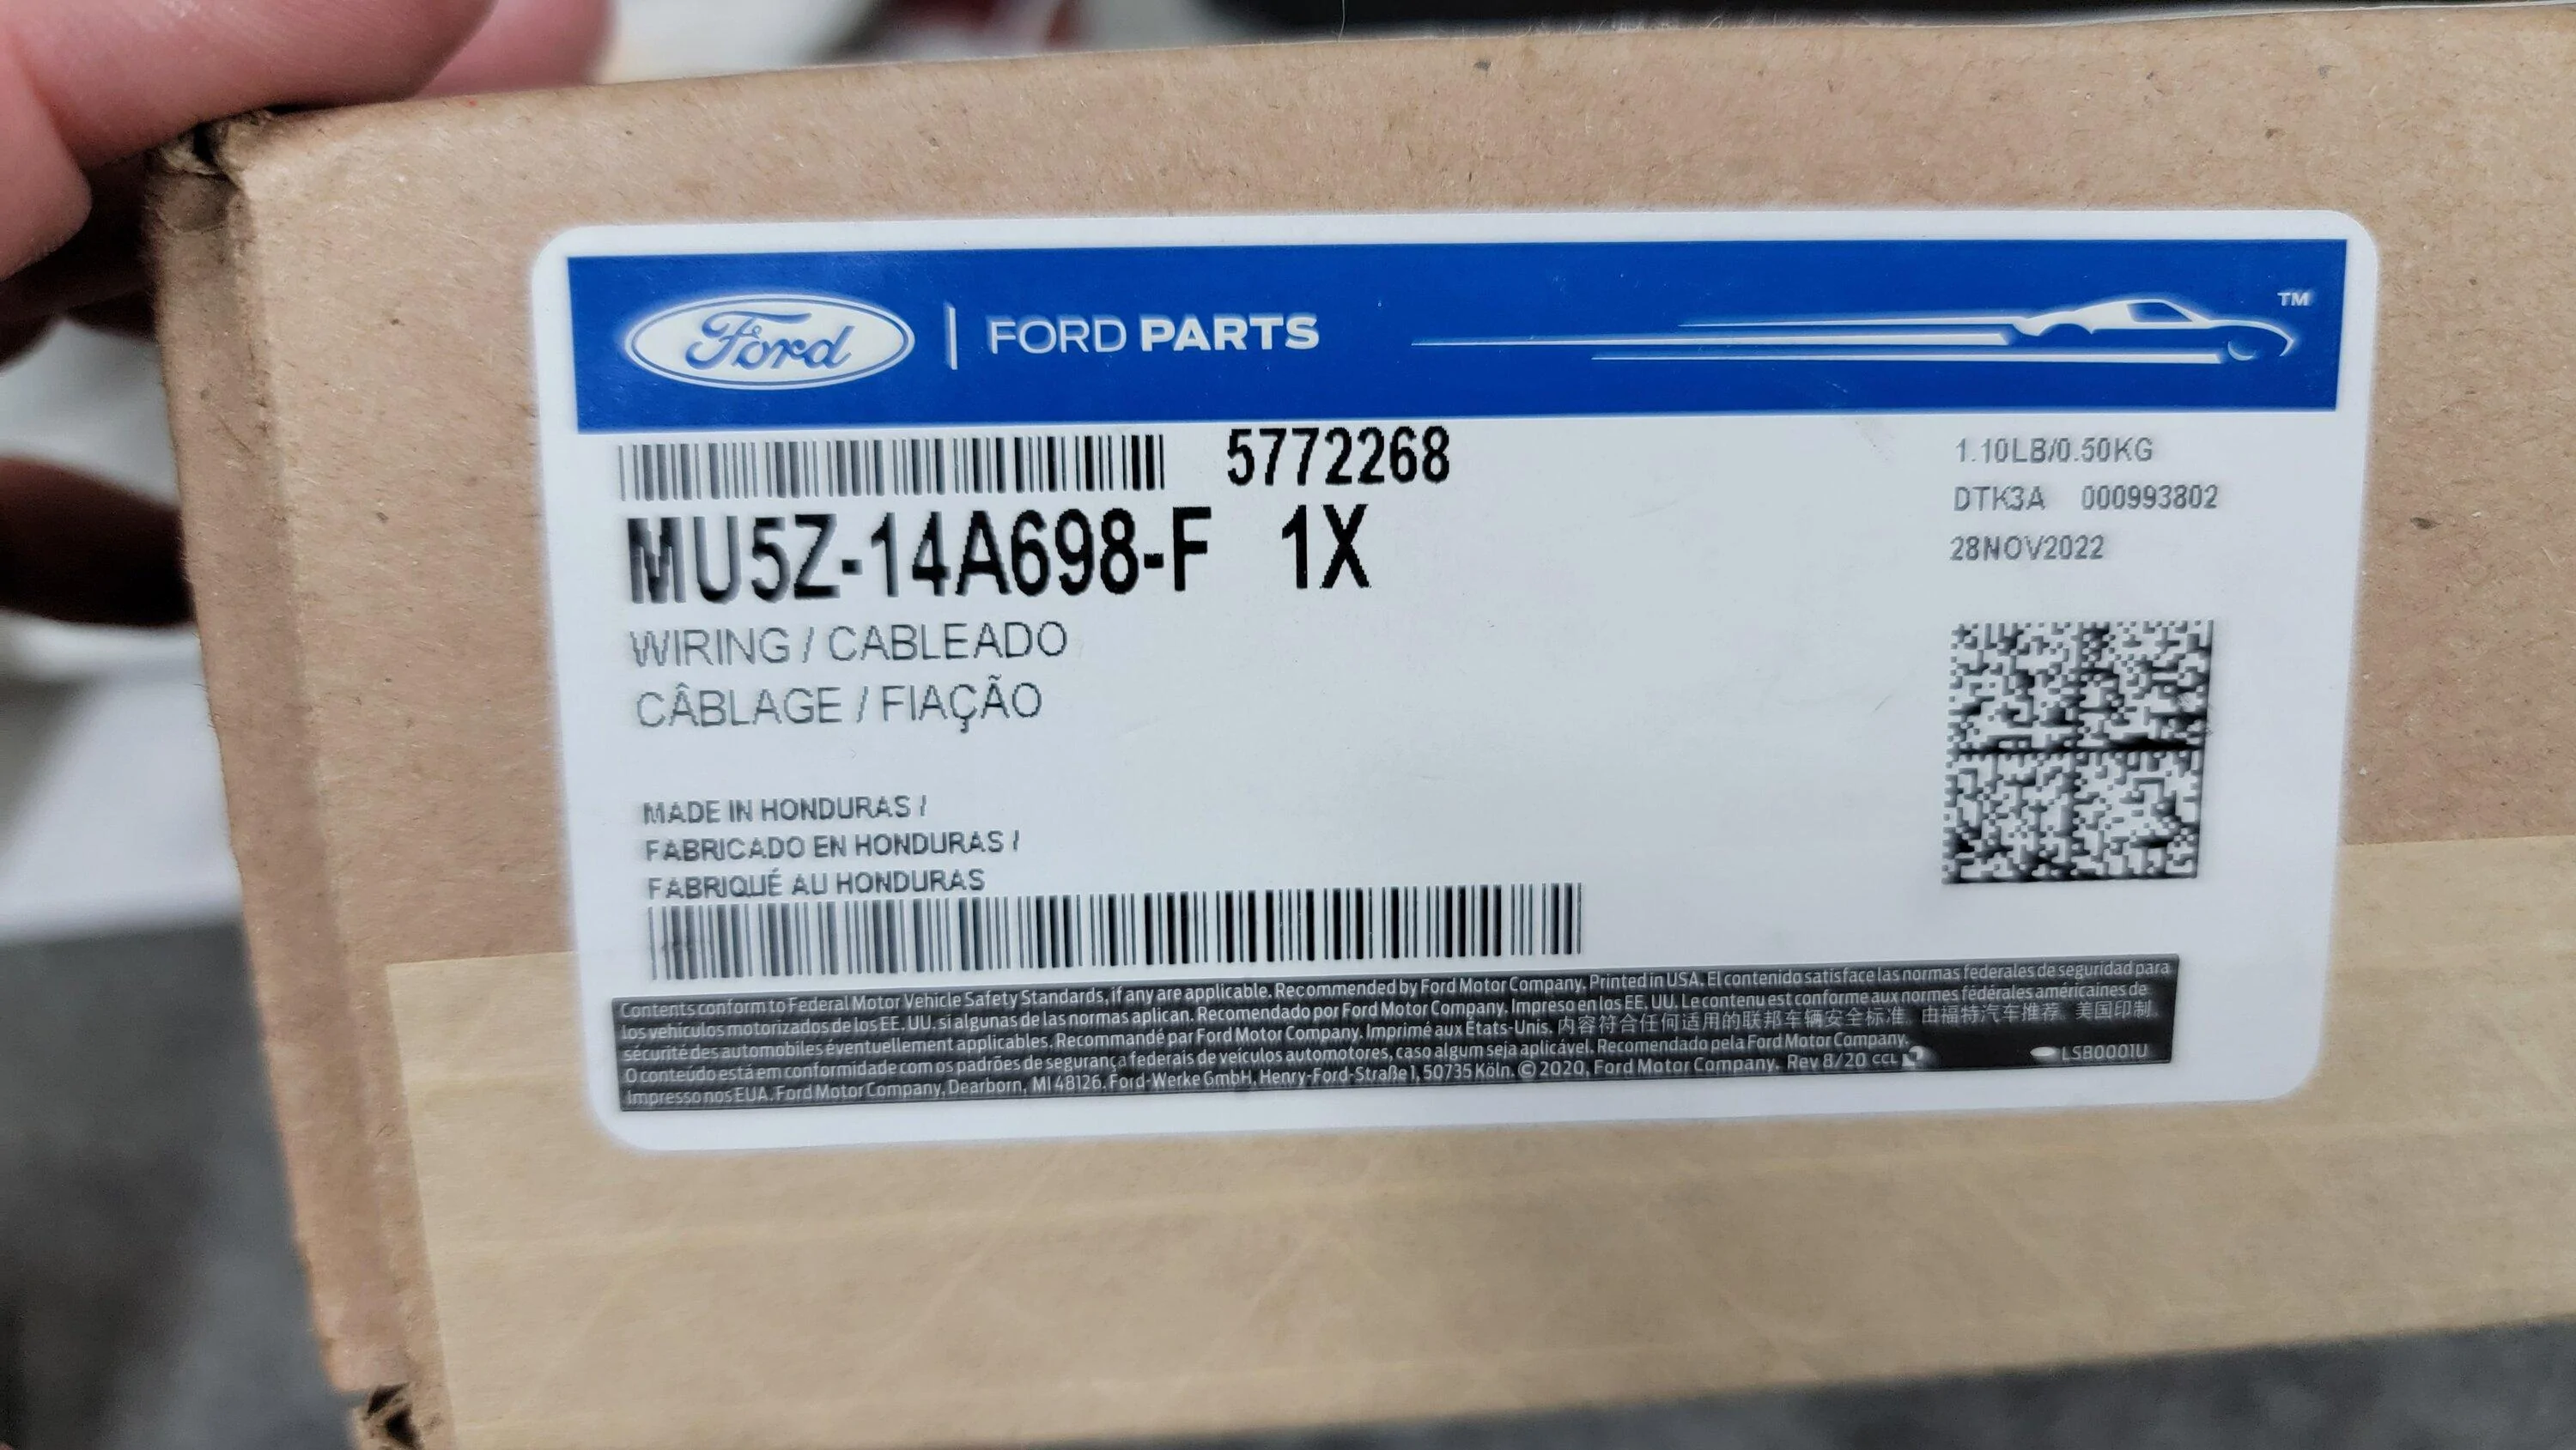 Ford | FORD PARTS TM
5772268
MU5Z-14A698-F 1X
WIRING / CABLEADO
CÂBLAGE / FIAÇÃO
MADE IN HONDURAS /
FABRICADO EN HONDURAS /
FABRIQUÉ AU HONDURAS
1.10LB/0.50KG
DTK3A 000993802
28NOV2022
Contents conform to Federal Motor Vehicle Safety Standards, if any are applicable. Recommended by Ford Motor Company. Printed in USA. El contenido satisface las normas federales de seguridad para
los vehículos motorizados de los EE. UU. si algunas de las normas aplican. Recomendado por Ford Motor Company. Impreso en los EE. UU. Le contenu est conforme aux normes fédérales américaines de
sécurité des automobiles éventuellement applicables. Recommandé par Ford Motor Company. Imprimé aux États-Unis. 内容符合任何适用的联邦车辆安全标准. 由福特汽车推荐. 美国印制.
O conteúdo está em conformidade com os padrões de segurança federais de veículos automotores, caso algum seja aplicável. Recomendado pela Ford Motor Company.
Impresso nos EUA. Ford Motor Company, Dearborn, MI 48126. Ford-Werke GmbH, Henry-Ford-Straße 1, 50735 Köln. © 2020, Ford Motor Company. Rev 8/20 CCL
LSB0001U